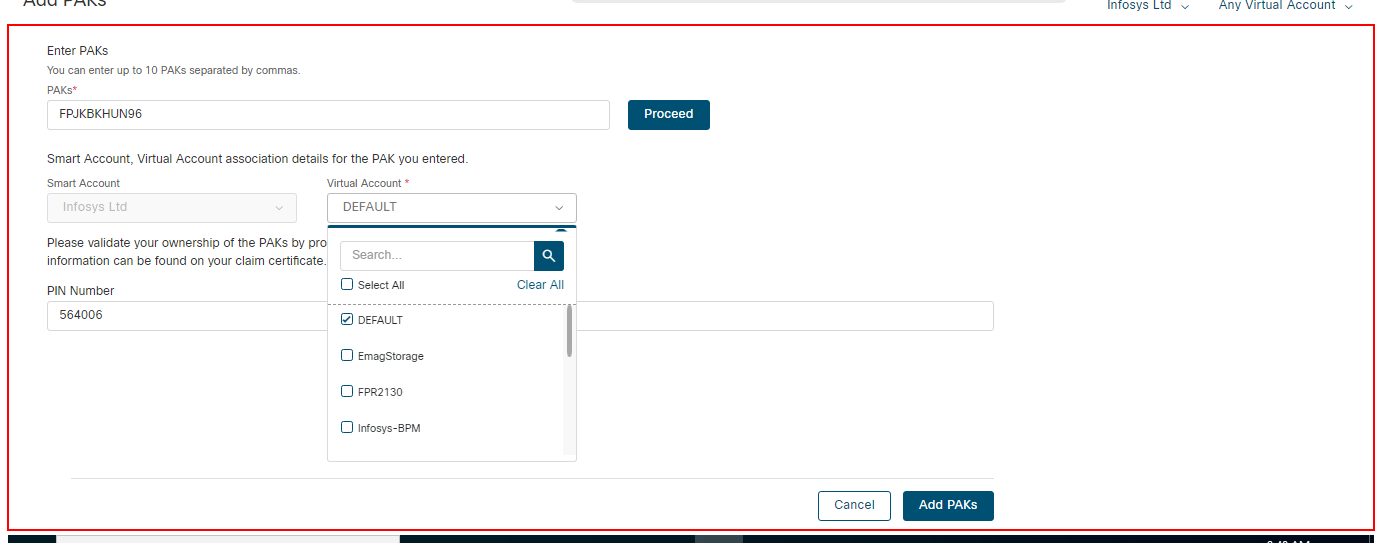 Add PAKs
Infosys Ltd Any Virtual Account
Enter PAKs
You can enter up to 10 PAKs separated by commas.
PAKs*
FPJKBKHUN96 Proceed
Smart Account, Virtual Account association details for the PAK you entered.
Smart Account Virtual Account *
Infosys Ltd DEFAULT
Please validate your ownership of the PAKs by pro
information can be found on your claim certificate.
Search...
Select All Clear All
PIN Number
564006
DEFAULT
EmagStorage
FPR2130
Infosys-BPM
Cancel Add PAKs